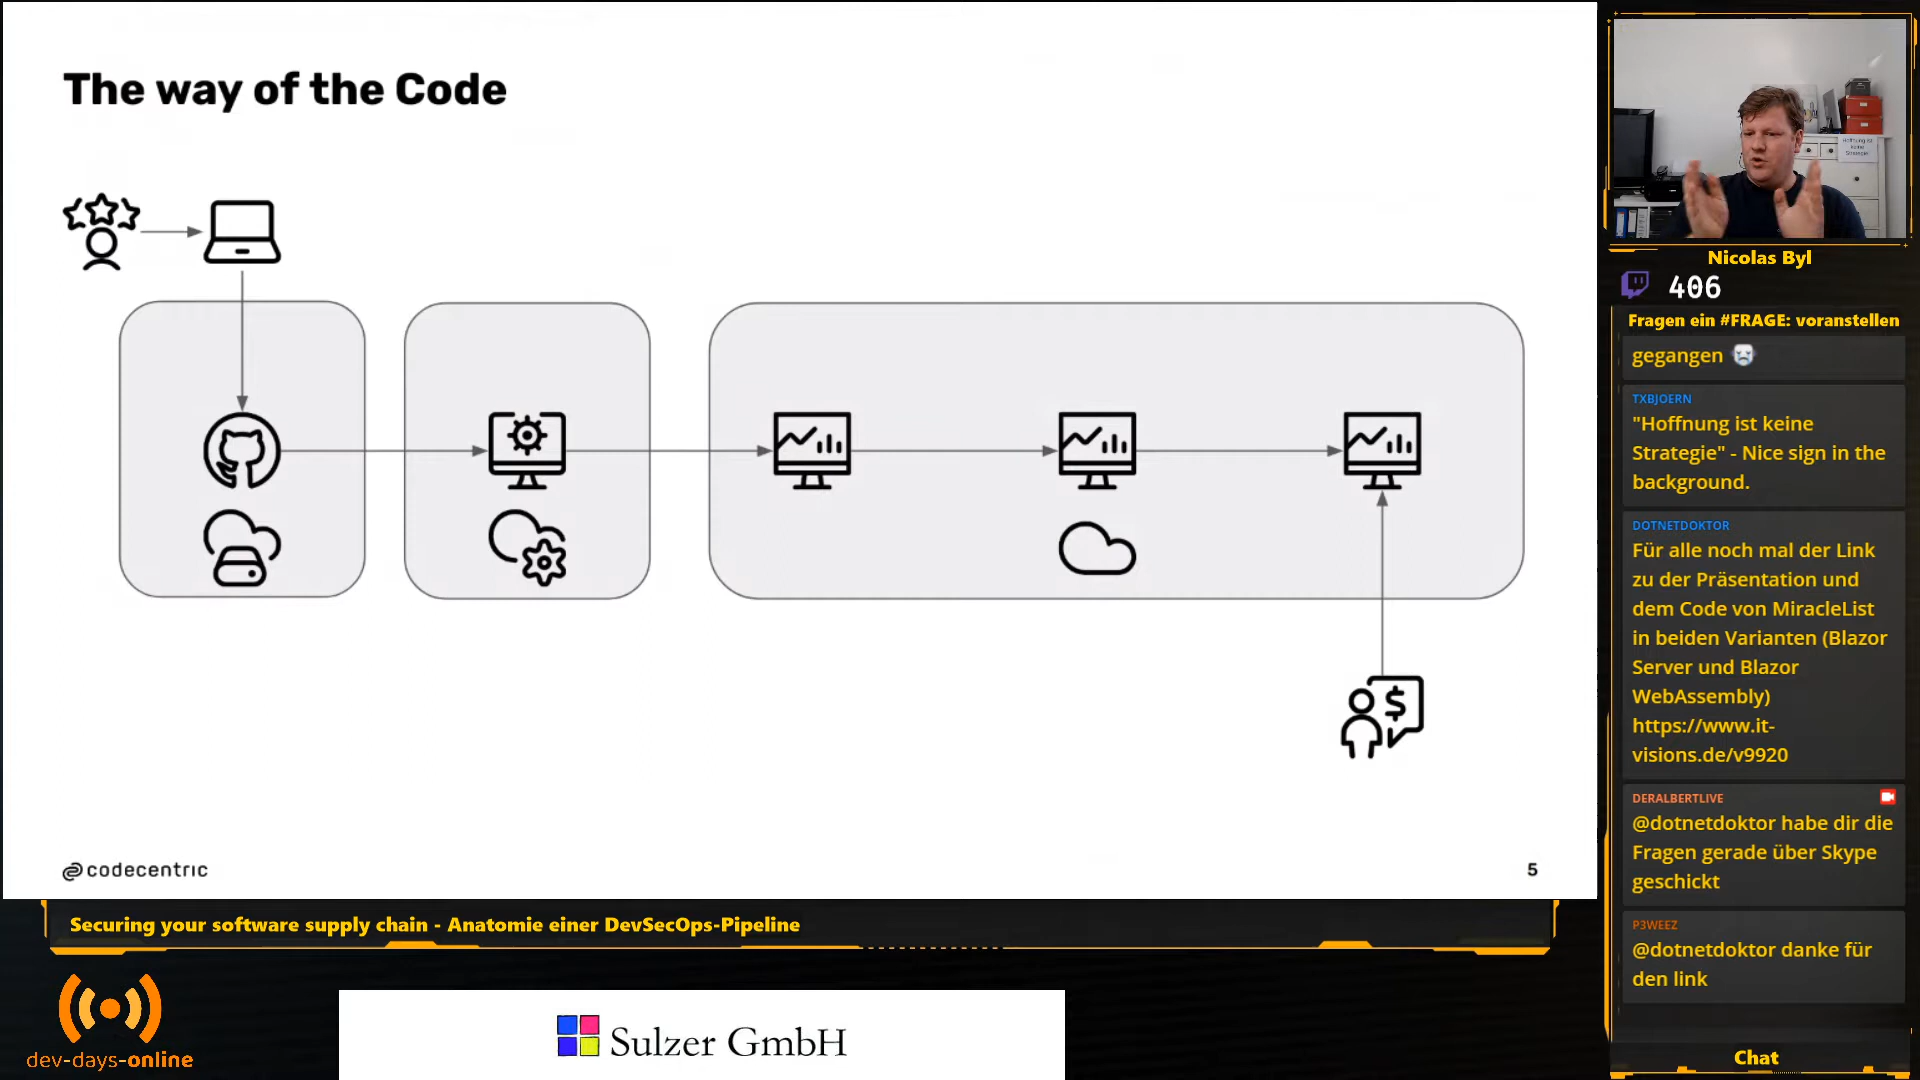 The way of the Code
$
codecentric
5
Securing your software supply chain - Anatomie einer DevSecOps-Pipeline
dev-days-online
Sulzer GmbH
Hoffnung ist
keine
Strategie
Nicolas Byl
406
Fragen ein #FRAGE: voranstellen
gegangen
TXBJOERN
"Hoffnung ist keine
Strategie" - Nice sign in the
background.
DOTNETDOKTOR
Für alle noch mal der Link
zu der Präsentation und
dem Code von MiracleList
in beiden Varianten (Blazor
Server und Blazor
WebAssembly)
https://www.it-
visions.de/v9920
DERALBERTLIVE
@dotnetdoktor habe dir die
Fragen gerade über Skype
geschickt
P3WEEZ
@dotnetdoktor danke für
den link
Chat